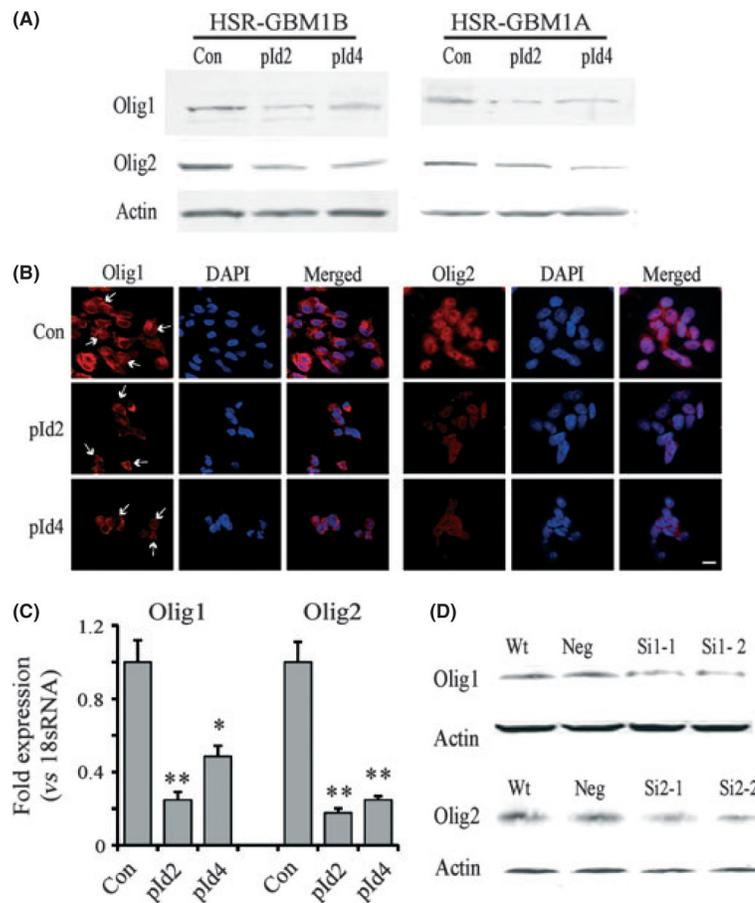 (A)
HSR-GBM1B HSR-GBM1A
Con pId2 pId4 Con pId2 pId4
Olig1
Olig2
Actin
(B)
Olig1 DAPI Merged Olig2 DAPI Merged
Con
pId2
pId4
(C)
Olig1 Olig2
Fold expression
(vs 18sRNA)
1.2
0.8
0.4
0
** * ** **
Con pId2 pId4 Con pId2 pId4
(D)
Wt Neg Si1-1 Si1- 2
Olig1
Actin
Wt Neg Si2-1 Si2-2
Olig2
Actin